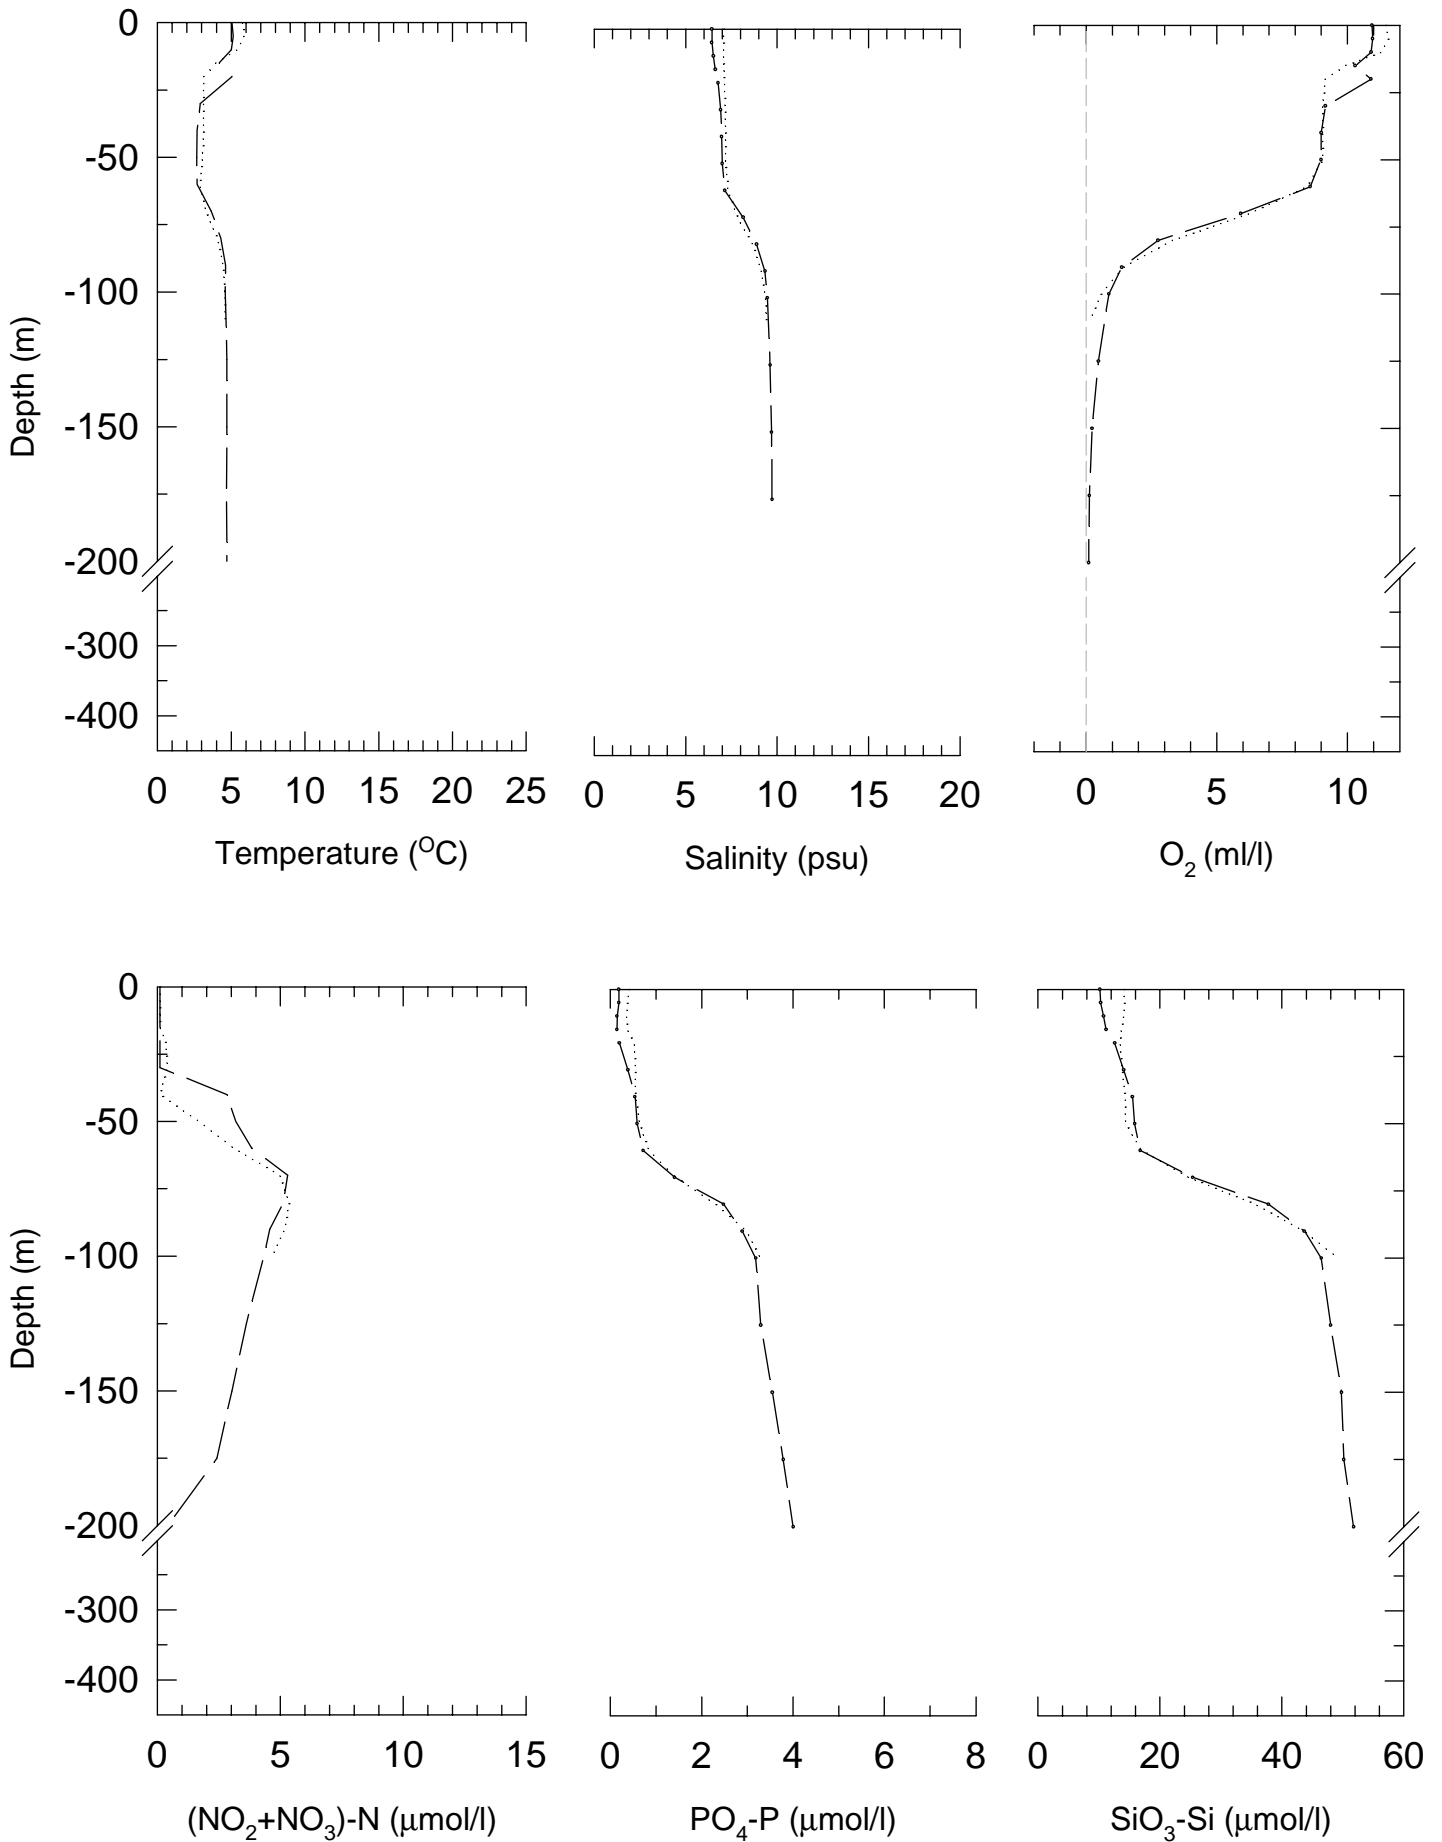 0
-50
-100
-150
-200
-300
-400
Depth (m)
0 5 10 15 20 25
Temperature (ᴼC)
0 5 10 15 20
Salinity (psu)
0 5 10
O₂ (ml/l)
0
-50
-100
-150
-200
-300
-400
Depth (m)
0 5 10 15
(NO₂+NO₃)-N (μmol/l)
0 2 4 6 8
PO₄-P (μmol/l)
0 20 40 60
SiO₃-Si (μmol/l)